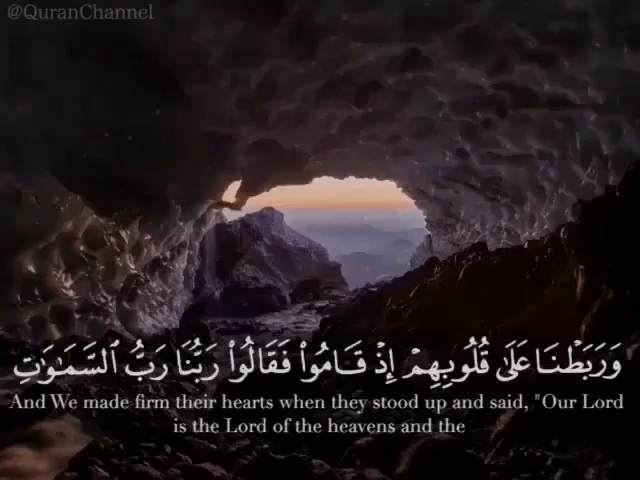 @QuranChannel
وَرَبَطْنَا عَلَىٰ قُلُوبِهِمْ إِذْ قَامُوا۟ فَقَالُوا۟ رَبُّنَا رَبُّ ٱلسَّمَـٰوَٰتِ
And We made firm their hearts when they stood up and said, "Our Lord
is the Lord of the heavens and the